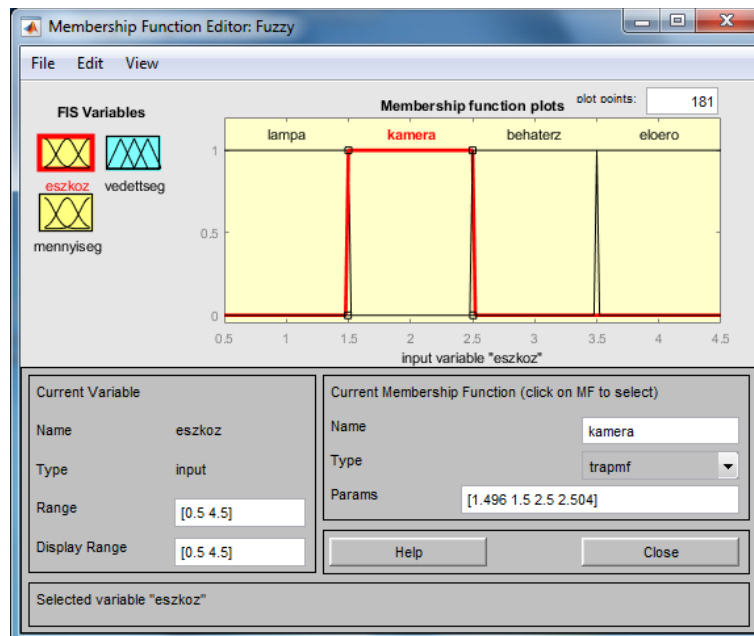 Membership Function Editor: Fuzzy
File Edit View
FIS Variables
eszkoz vedettseg
mennyiseg
Membership function plots plot points: 181
lampa kamera behaterz eloero
1
0.5
0
0.5 1 1.5 2 2.5 3 3.5 4 4.5
input variable "eszkoz"
Current Variable
Name eszkoz
Type input
Range [0.5 4.5]
Display Range [0.5 4.5]
Current Membership Function (click on MF to select)
Name kamera
Type trapmf
Params [1.496 1.5 2.5 2.504]
Help Close
Selected variable "eszkoz"